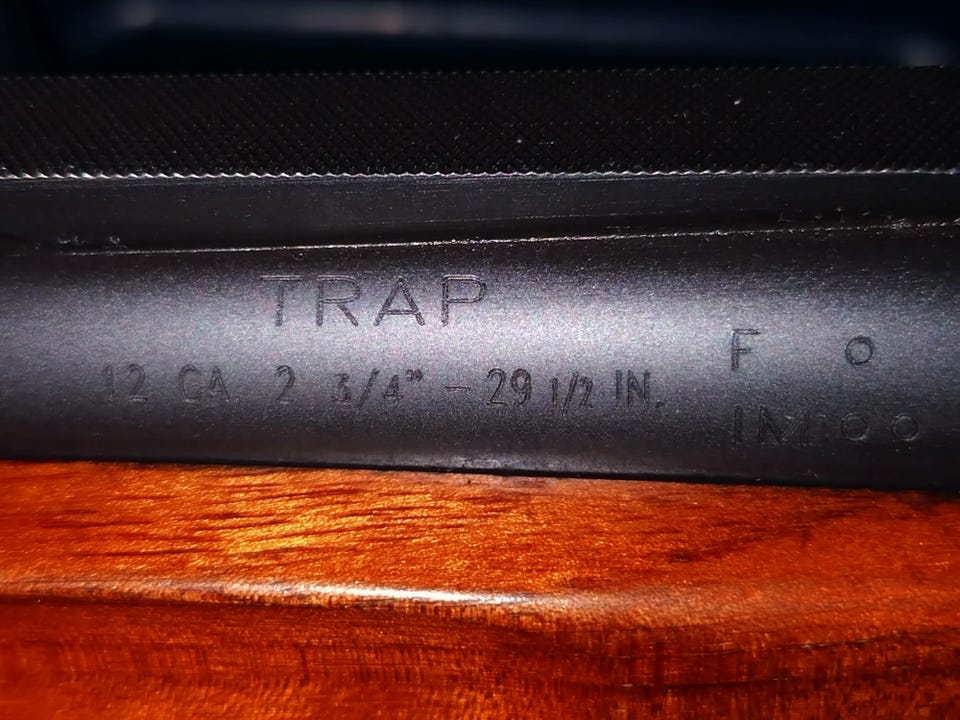 TRAP
12 GA. 2 3/4" – 29 1/2 IN.
F o
IM o o